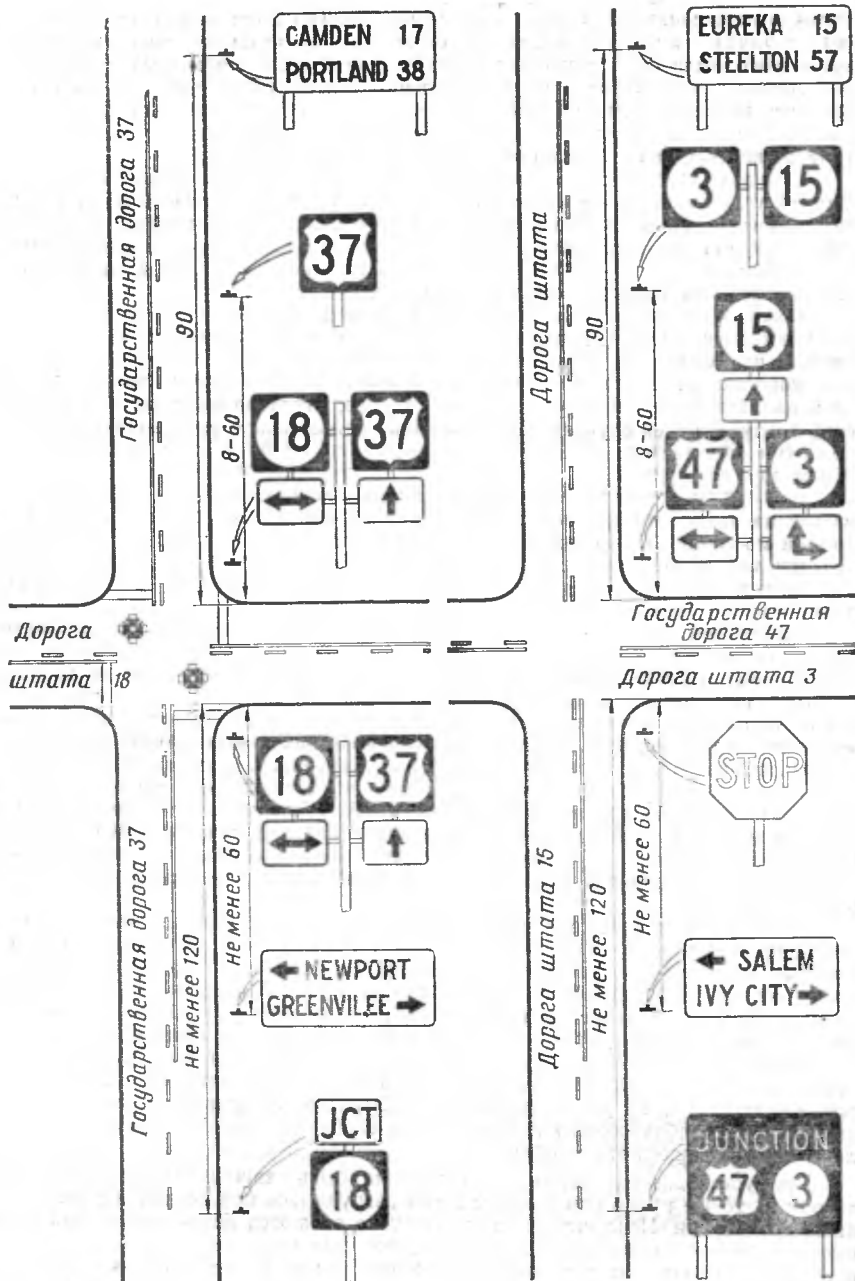 CAMDEN 17
PORTLAND 38
Государственная дорога 37
90
37
8-60
18 37
EUREKA 15
STEELTON 57
Дорога штата
90
3 15
8-60
15
47 3
Дорога
штата 18
Государственная
дорога 47
Дорога штата 3
18 37
Не менее 60
Государственная дорога 37
Не менее 120
← NEWPORT
GREENVILEE →
JCT
18
STOP
Не менее 60
Дорога штата 15
Не менее 120
← SALEM
IVY CITY →
JUNCTION
47 3